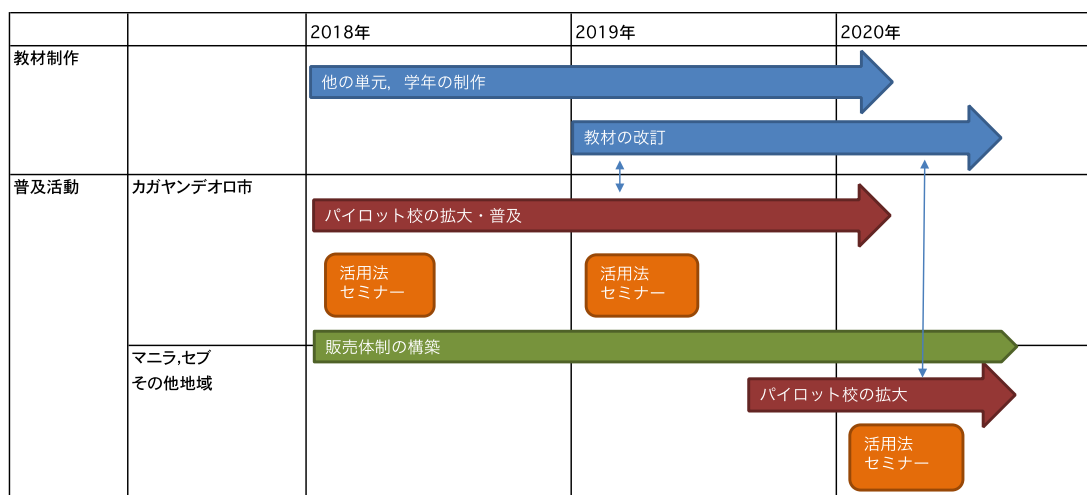 2018年
2019年
2020年
教材制作
他の単元，学年の制作
教材の改訂
普及活動
カガヤンデオロ市
パイロット校の拡大・普及
活用法
セミナー
活用法
セミナー
販売体制の構築
マニラ,セブ
その他地域
パイロット校の拡大
活用法
セミナー